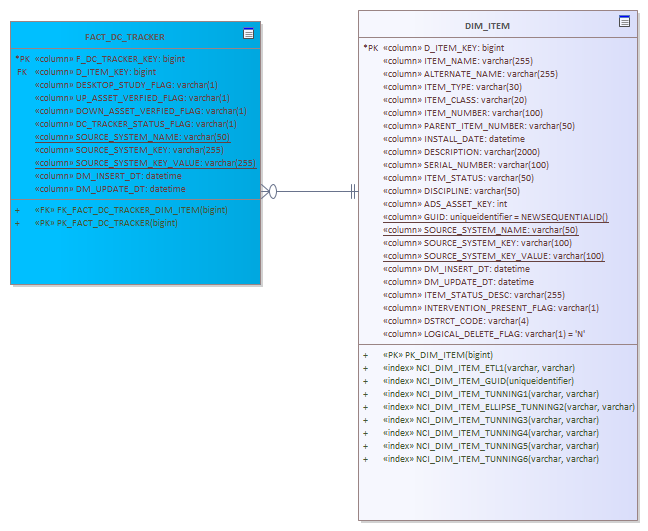 FACT_DC_TRACKER
*PK «column» F_DC_TRACKER_KEY: bigint
FK «column» D_ITEM_KEY: bigint
«column» DESKTOP_STUDY_FLAG: varchar(1)
«column» UP_ASSET_VERFIED_FLAG: varchar(1)
«column» DOWN_ASSET_VERFIED_FLAG: varchar(1)
«column» DC_TRACKER_STATUS_FLAG: varchar(1)
«column» SOURCE_SYSTEM_NAME: varchar(50)
«column» SOURCE_SYSTEM_KEY: varchar(255)
«column» SOURCE_SYSTEM_KEY_VALUE: varchar(255)
«column» DM_INSERT_DT: datetime
«column» DM_UPDATE_DT: datetime
+ «FK» FK_FACT_DC_TRACKER_DIM_ITEM(bigint)
+ «PK» PK_FACT_DC_TRACKER(bigint)
DIM_ITEM
*PK «column» D_ITEM_KEY: bigint
«column» ITEM_NAME: varchar(255)
«column» ALTERNATE_NAME: varchar(255)
«column» ITEM_TYPE: varchar(30)
«column» ITEM_CLASS: varchar(20)
«column» ITEM_NUMBER: varchar(100)
«column» PARENT_ITEM_NUMBER: varchar(50)
«column» INSTALL_DATE: datetime
«column» DESCRIPTION: varchar(2000)
«column» SERIAL_NUMBER: varchar(100)
«column» ITEM_STATUS: varchar(50)
«column» DISCIPLINE: varchar(50)
«column» ADS_ASSET_KEY: int
«column» GUID: uniqueidentifier = NEWSEQUENTIALID()
«column» SOURCE_SYSTEM_NAME: varchar(50)
«column» SOURCE_SYSTEM_KEY: varchar(100)
«column» SOURCE_SYSTEM_KEY_VALUE: varchar(100)
«column» DM_INSERT_DT: datetime
«column» DM_UPDATE_DT: datetime
«column» ITEM_STATUS_DESC: varchar(255)
«column» INTERVENTION_PRESENT_FLAG: varchar(1)
«column» DSTRCT_CODE: varchar(4)
«column» LOGICAL_DELETE_FLAG: varchar(1) = 'N'
+ «PK» PK_DIM_ITEM(bigint)
+ «index» NCI_DIM_ITEM_ETL1(varchar, varchar)
+ «index» NCI_DIM_ITEM_GUID(uniqueidentifier)
+ «index» NCI_DIM_ITEM_TUNNING1(varchar, varchar)
+ «index» NCI_DIM_ITEM_ELLIPSE_TUNNING2(varchar, varchar)
+ «index» NCI_DIM_ITEM_TUNNING3(varchar, varchar)
+ «index» NCI_DIM_ITEM_TUNNING4(varchar, varchar)
+ «index» NCI_DIM_ITEM_TUNNING5(varchar, varchar)
+ «index» NCI_DIM_ITEM_TUNNING6(varchar, varchar)